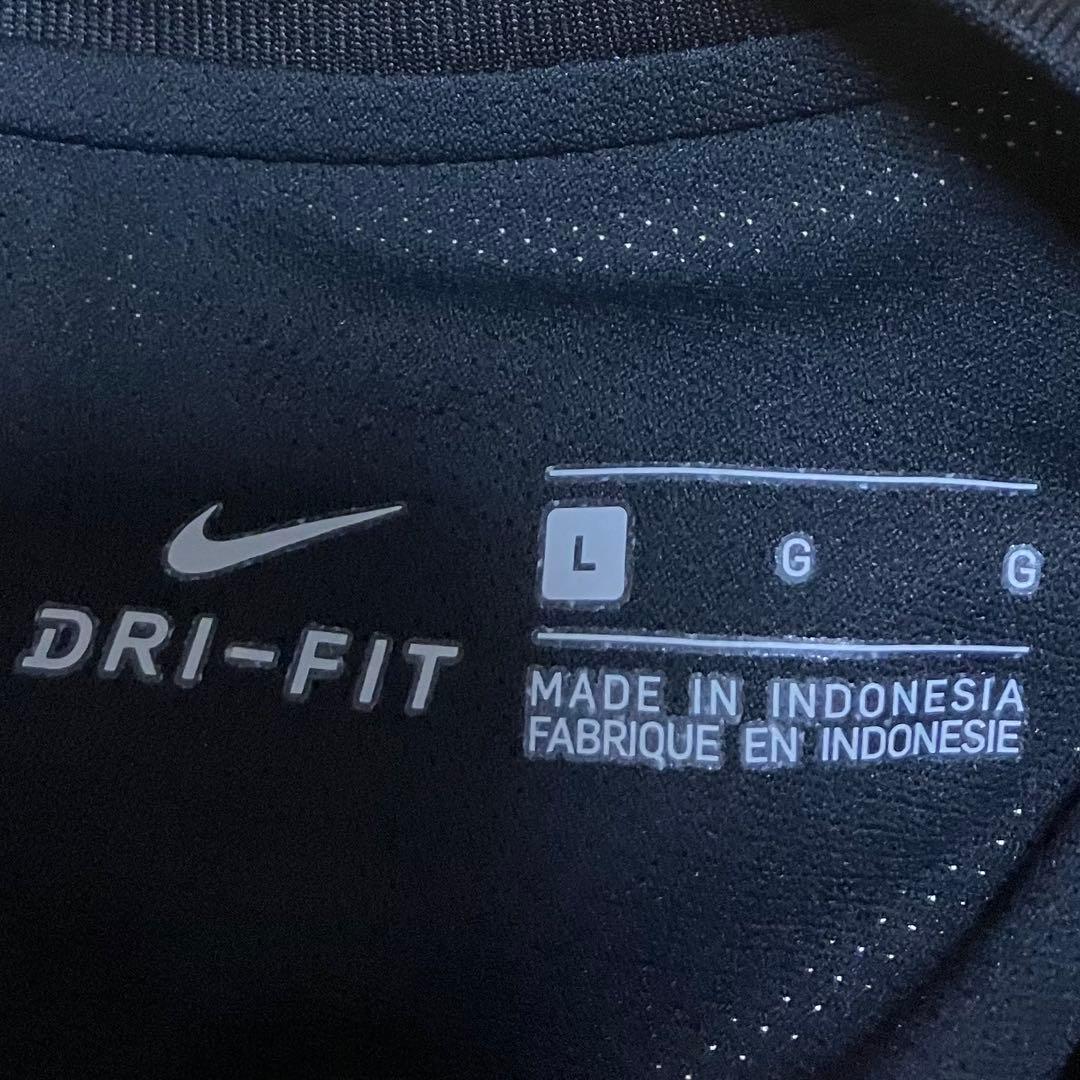 DRI-FIT
L G G
MADE IN INDONESIA
FABRIQUE EN INDONESIE